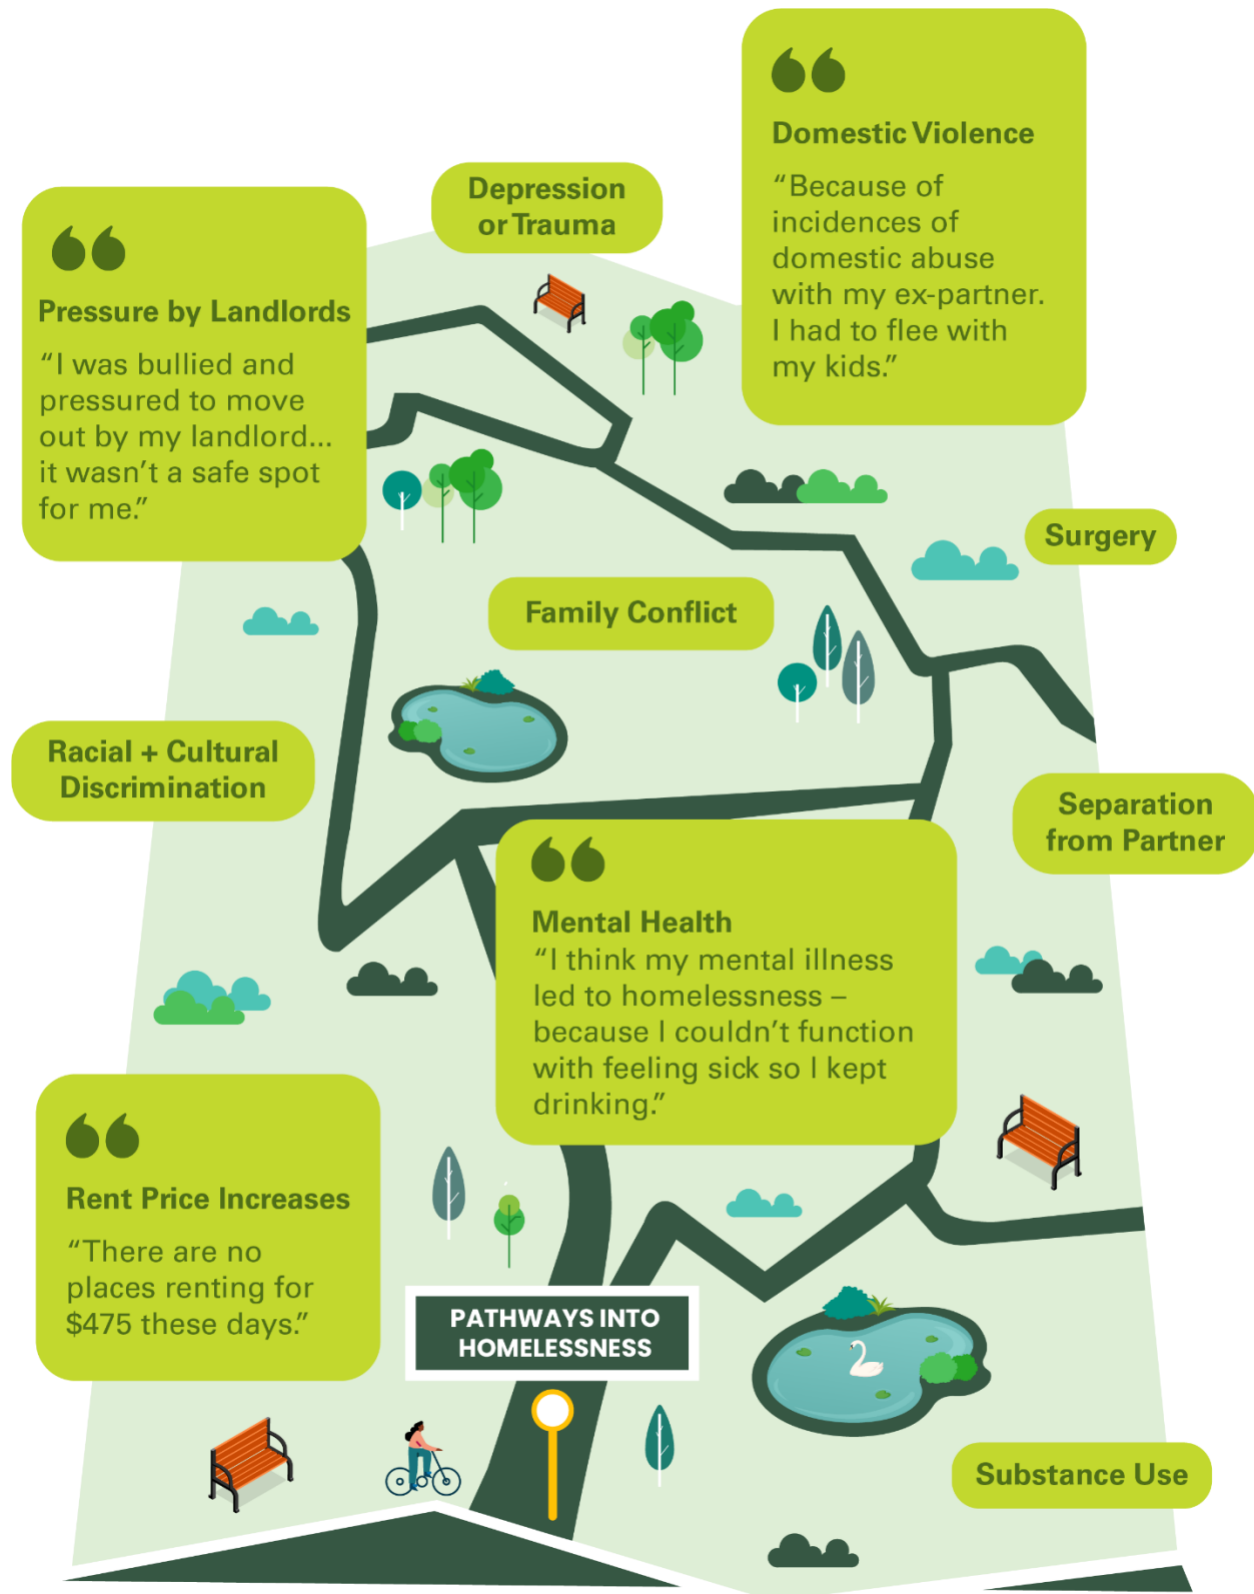 Domestic Violence
“Because of
incidences of
domestic abuse
with my ex-partner.
I had to flee with
my kids.”
Depression
or Trauma
Pressure by Landlords
“I was bullied and
pressured to move
out by my landlord...
it wasn’t a safe spot
for me.”
Surgery
Family Conflict
Racial + Cultural
Discrimination
Separation
from Partner
Mental Health
“I think my mental illness
led to homelessness –
because I couldn’t function
with feeling sick so I kept
drinking.”
Rent Price Increases
“There are no
places renting for
$475 these days.”
PATHWAYS INTO
HOMELESSNESS
Substance Use